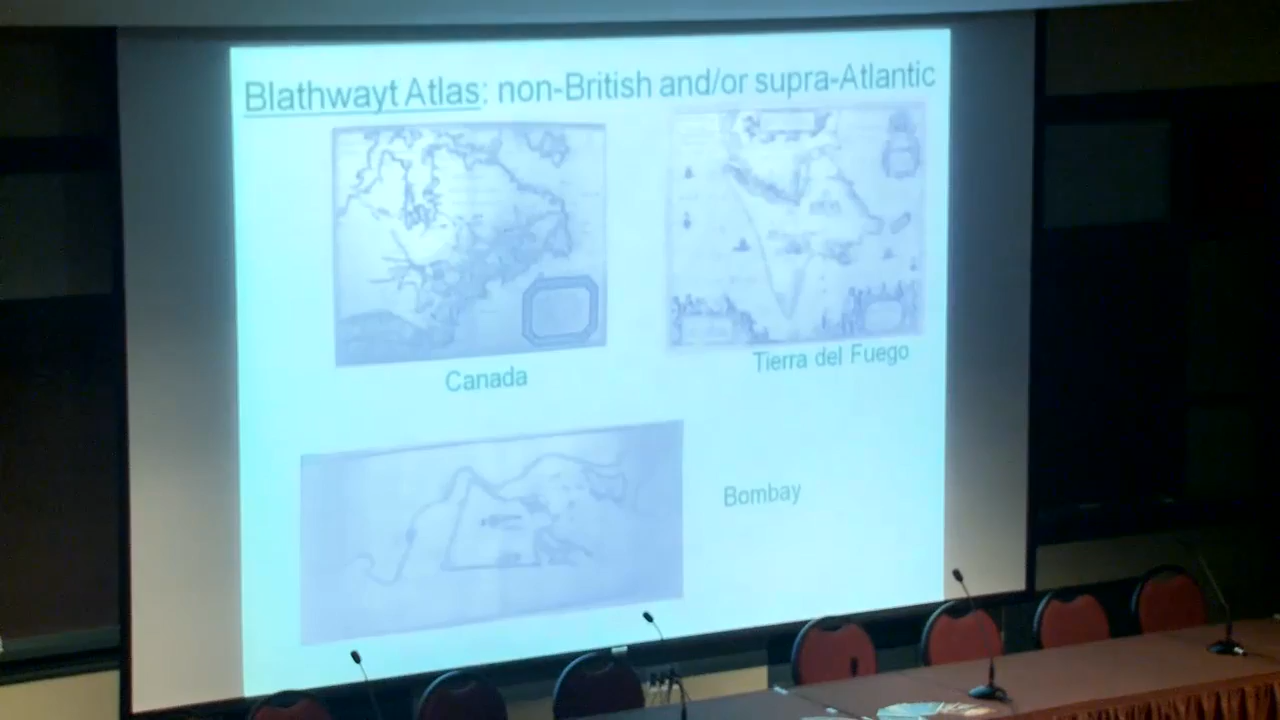 Blathwayt Atlas: non-British and/or supra-Atlantic
Canada
Tierra del Fuego
Bombay